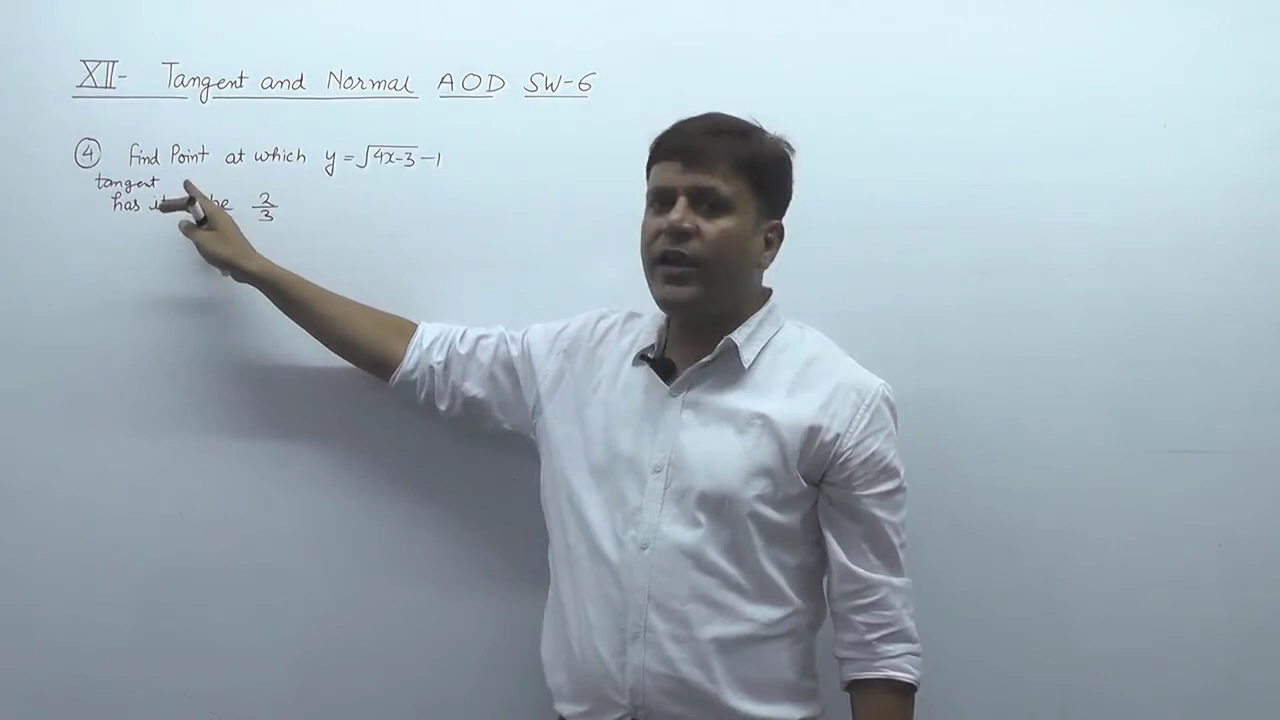 XII- Tangent and Normal AOD SW-6
④ Find Point at which y = √4x-3 -1
tangent
has be 2/3